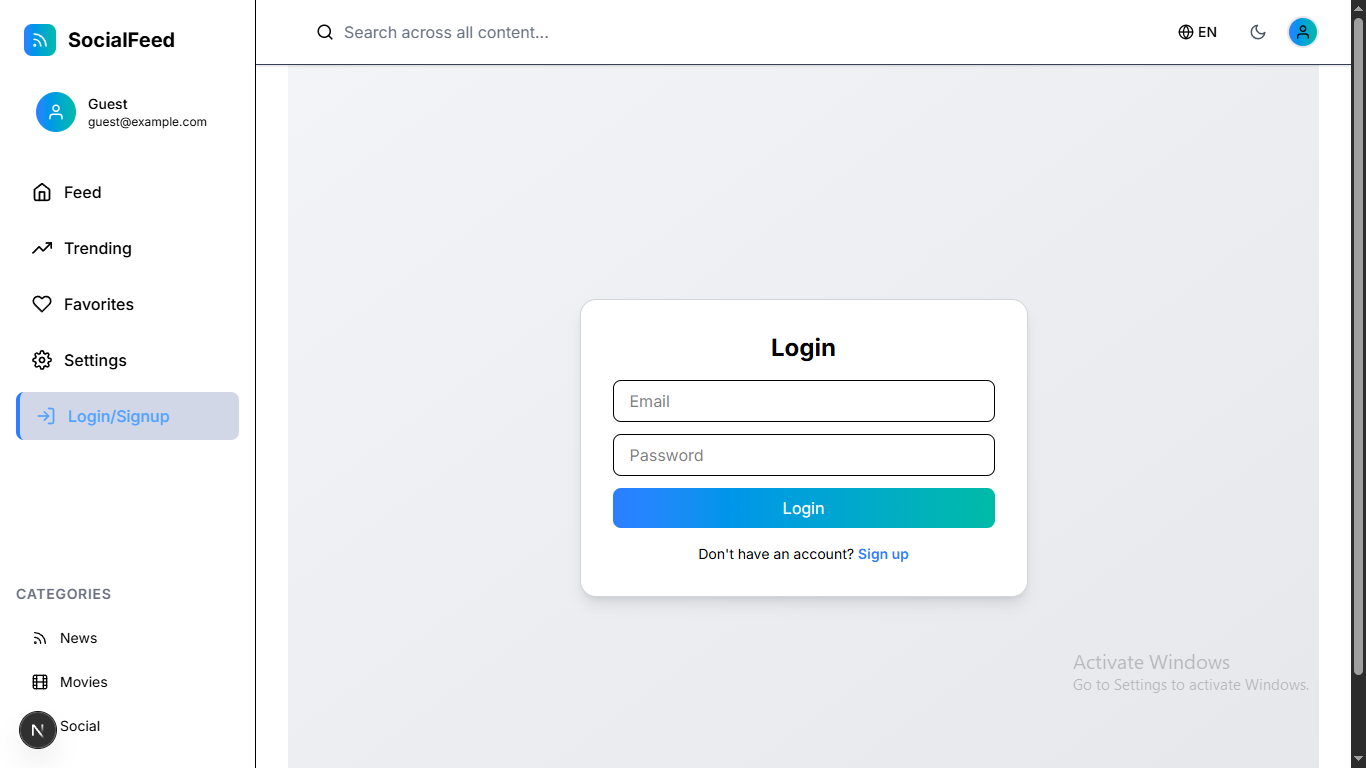 SocialFeed
Search across all content...
EN
Guest
guest@example.com
Feed
Trending
Favorites
Settings
Login/Signup
Login
Email
Password
Login
Don't have an account? Sign up
CATEGORIES
News
Movies
Social
N
Activate Windows
Go to Settings to activate Windows.